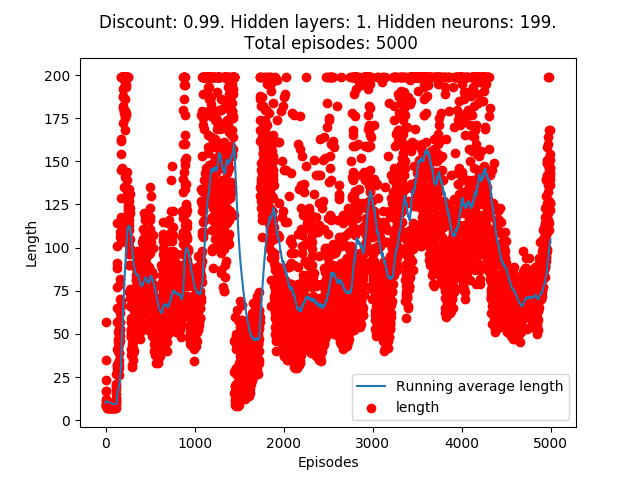 Discount: 0.99. Hidden layers: 1. Hidden neurons: 199.
Total episodes: 5000
200
175
150
125
100
75
50
25
0
Length
Running average length
length
0 1000 2000 3000 4000 5000
Episodes